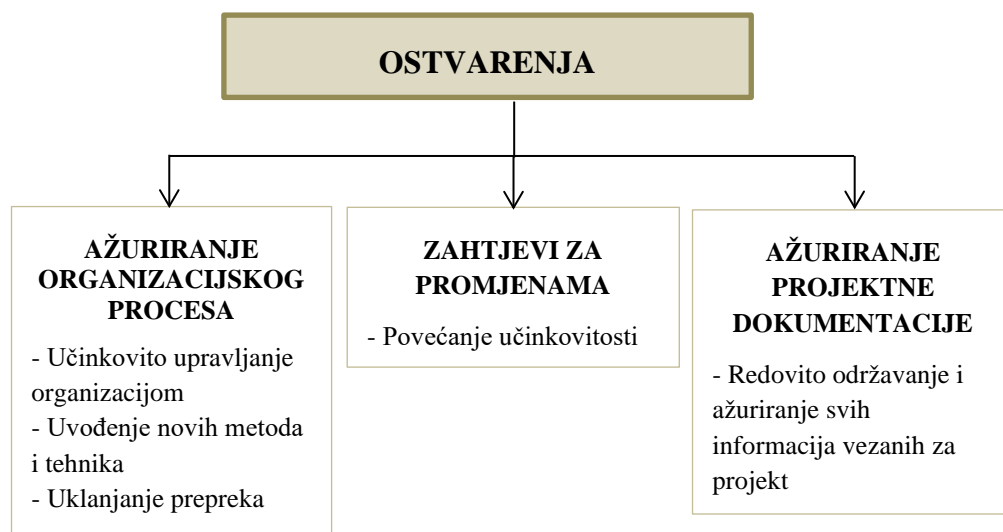 OSTVARENJA
AŽURIRANJE
ORGANIZACIJSKOG
PROCESA
- Učinkovito upravljanje
organizacijom
- Uvođenje novih metoda
i tehnika
- Uklanjanje prepreka
ZAHTJEVI ZA
PROMJENAMA
- Povećanje učinkovitosti
AŽURIRANJE
PROJEKTNE
DOKUMENTACIJE
- Redovito održavanje i
ažuriranje svih
informacija vezanih za
projekt